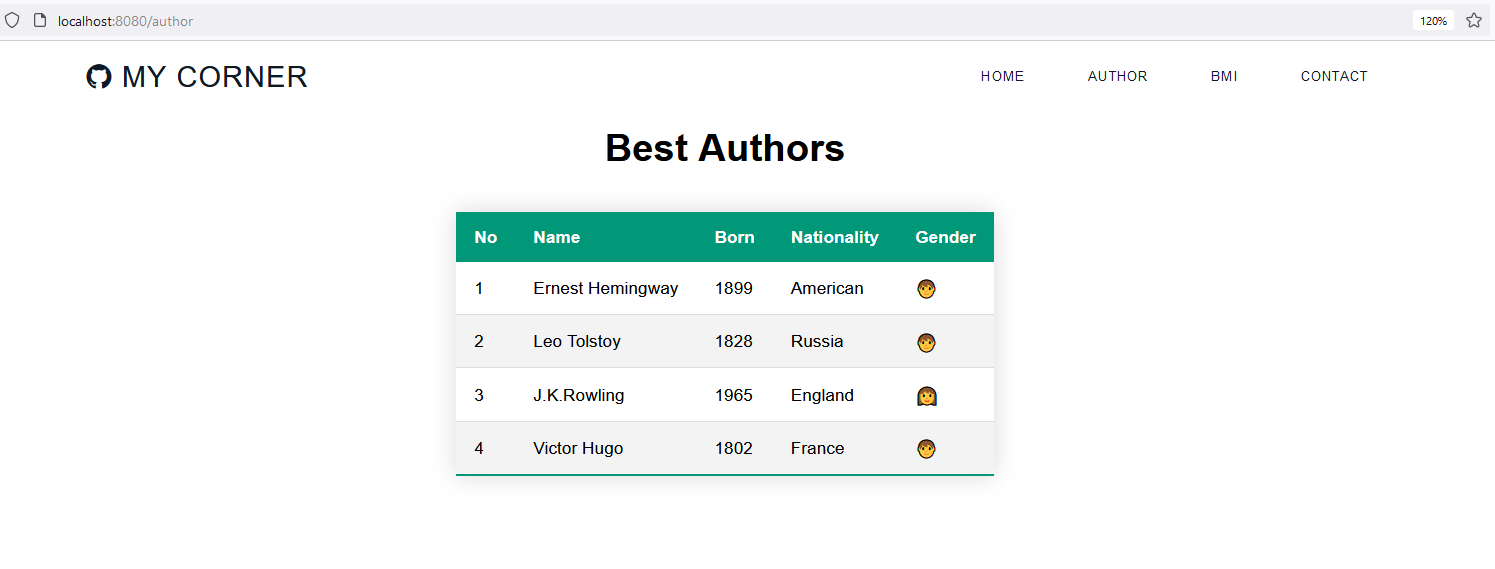 localhost:8080/author 120%
MY CORNER HOME AUTHOR BMI CONTACT
Best Authors
No Name Born Nationality Gender
1 Ernest Hemingway 1899 American
2 Leo Tolstoy 1828 Russia
3 J.K.Rowling 1965 England
4 Victor Hugo 1802 France